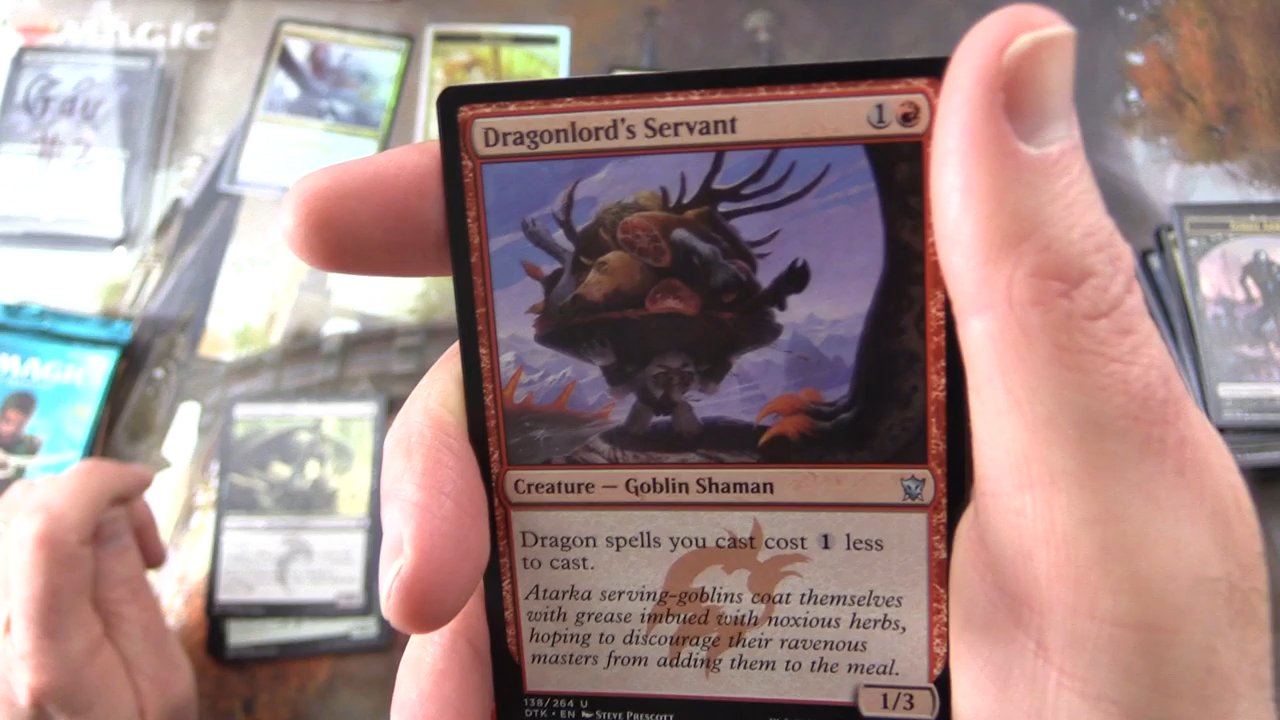 MAGIC
Gau
#2
MAGIC
Dragonlord's Servant
1
Creature — Goblin Shaman
Dragon spells you cast cost 1 less
to cast.
Atarka serving-goblins coat themselves
with grease imbued with noxious herbs,
hoping to discourage their ravenous
masters from adding them to the meal.
1/3
138/264 U
DTK • EN STEVE PRESCOTT